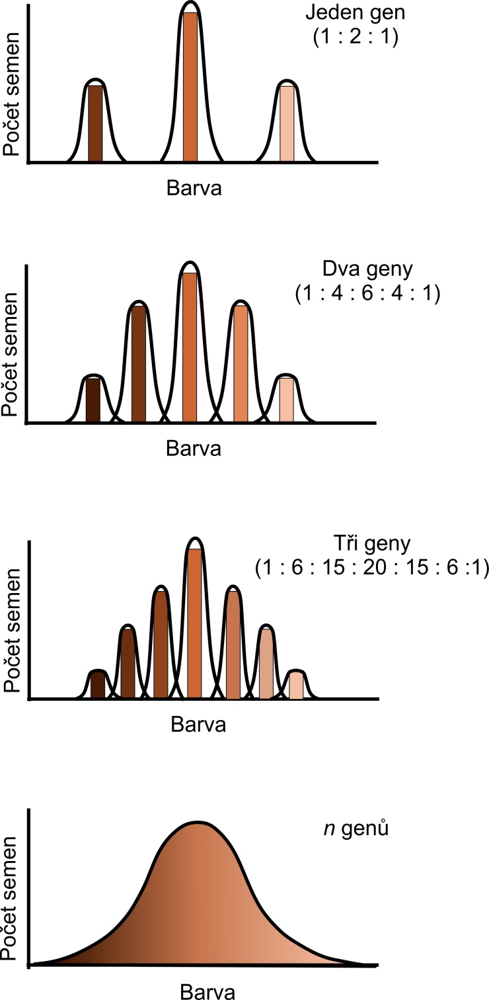 Jeden gen
(1 : 2 : 1)
Počet semen
Barva
Dva geny
(1 : 4 : 6 : 4 : 1)
Počet semen
Barva
Tři geny
(1 : 6 : 15 : 20 : 15 : 6 :1)
Počet semen
Barva
n genů
Počet semen
Barva